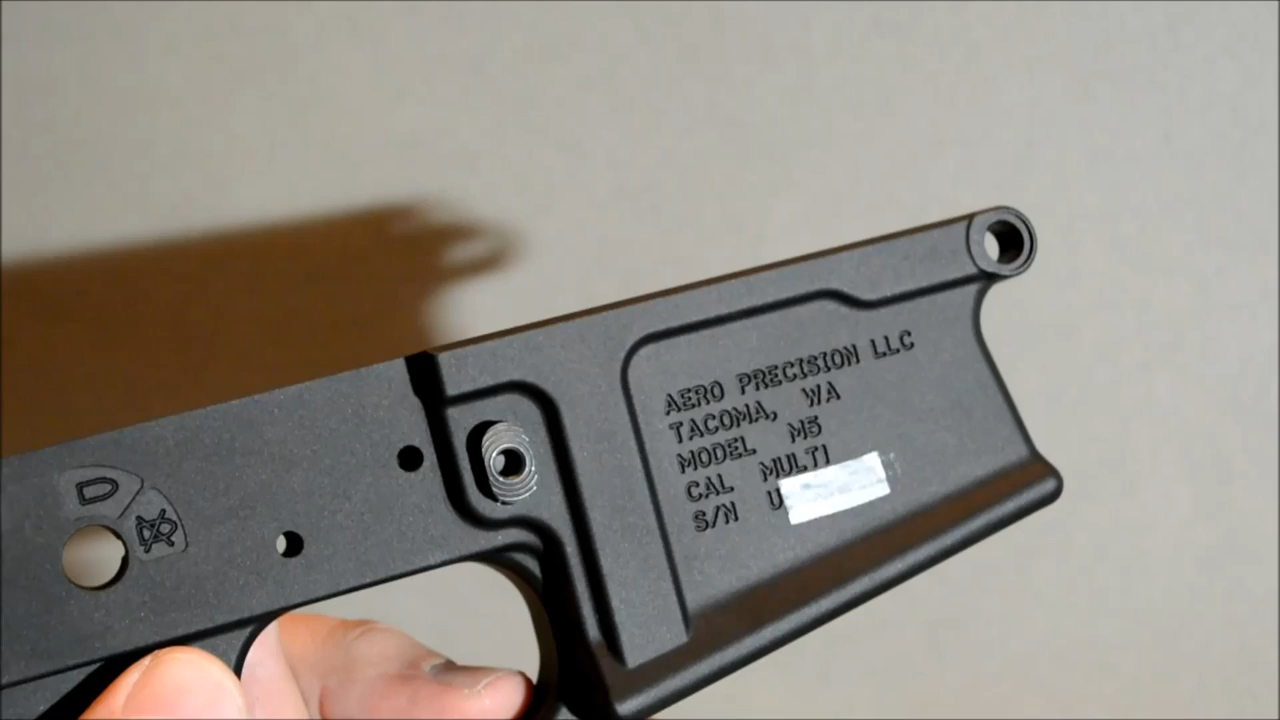 AERO PRECISION LLC
TACOMA, WA
MODEL M5
CAL MULTI
S/N U